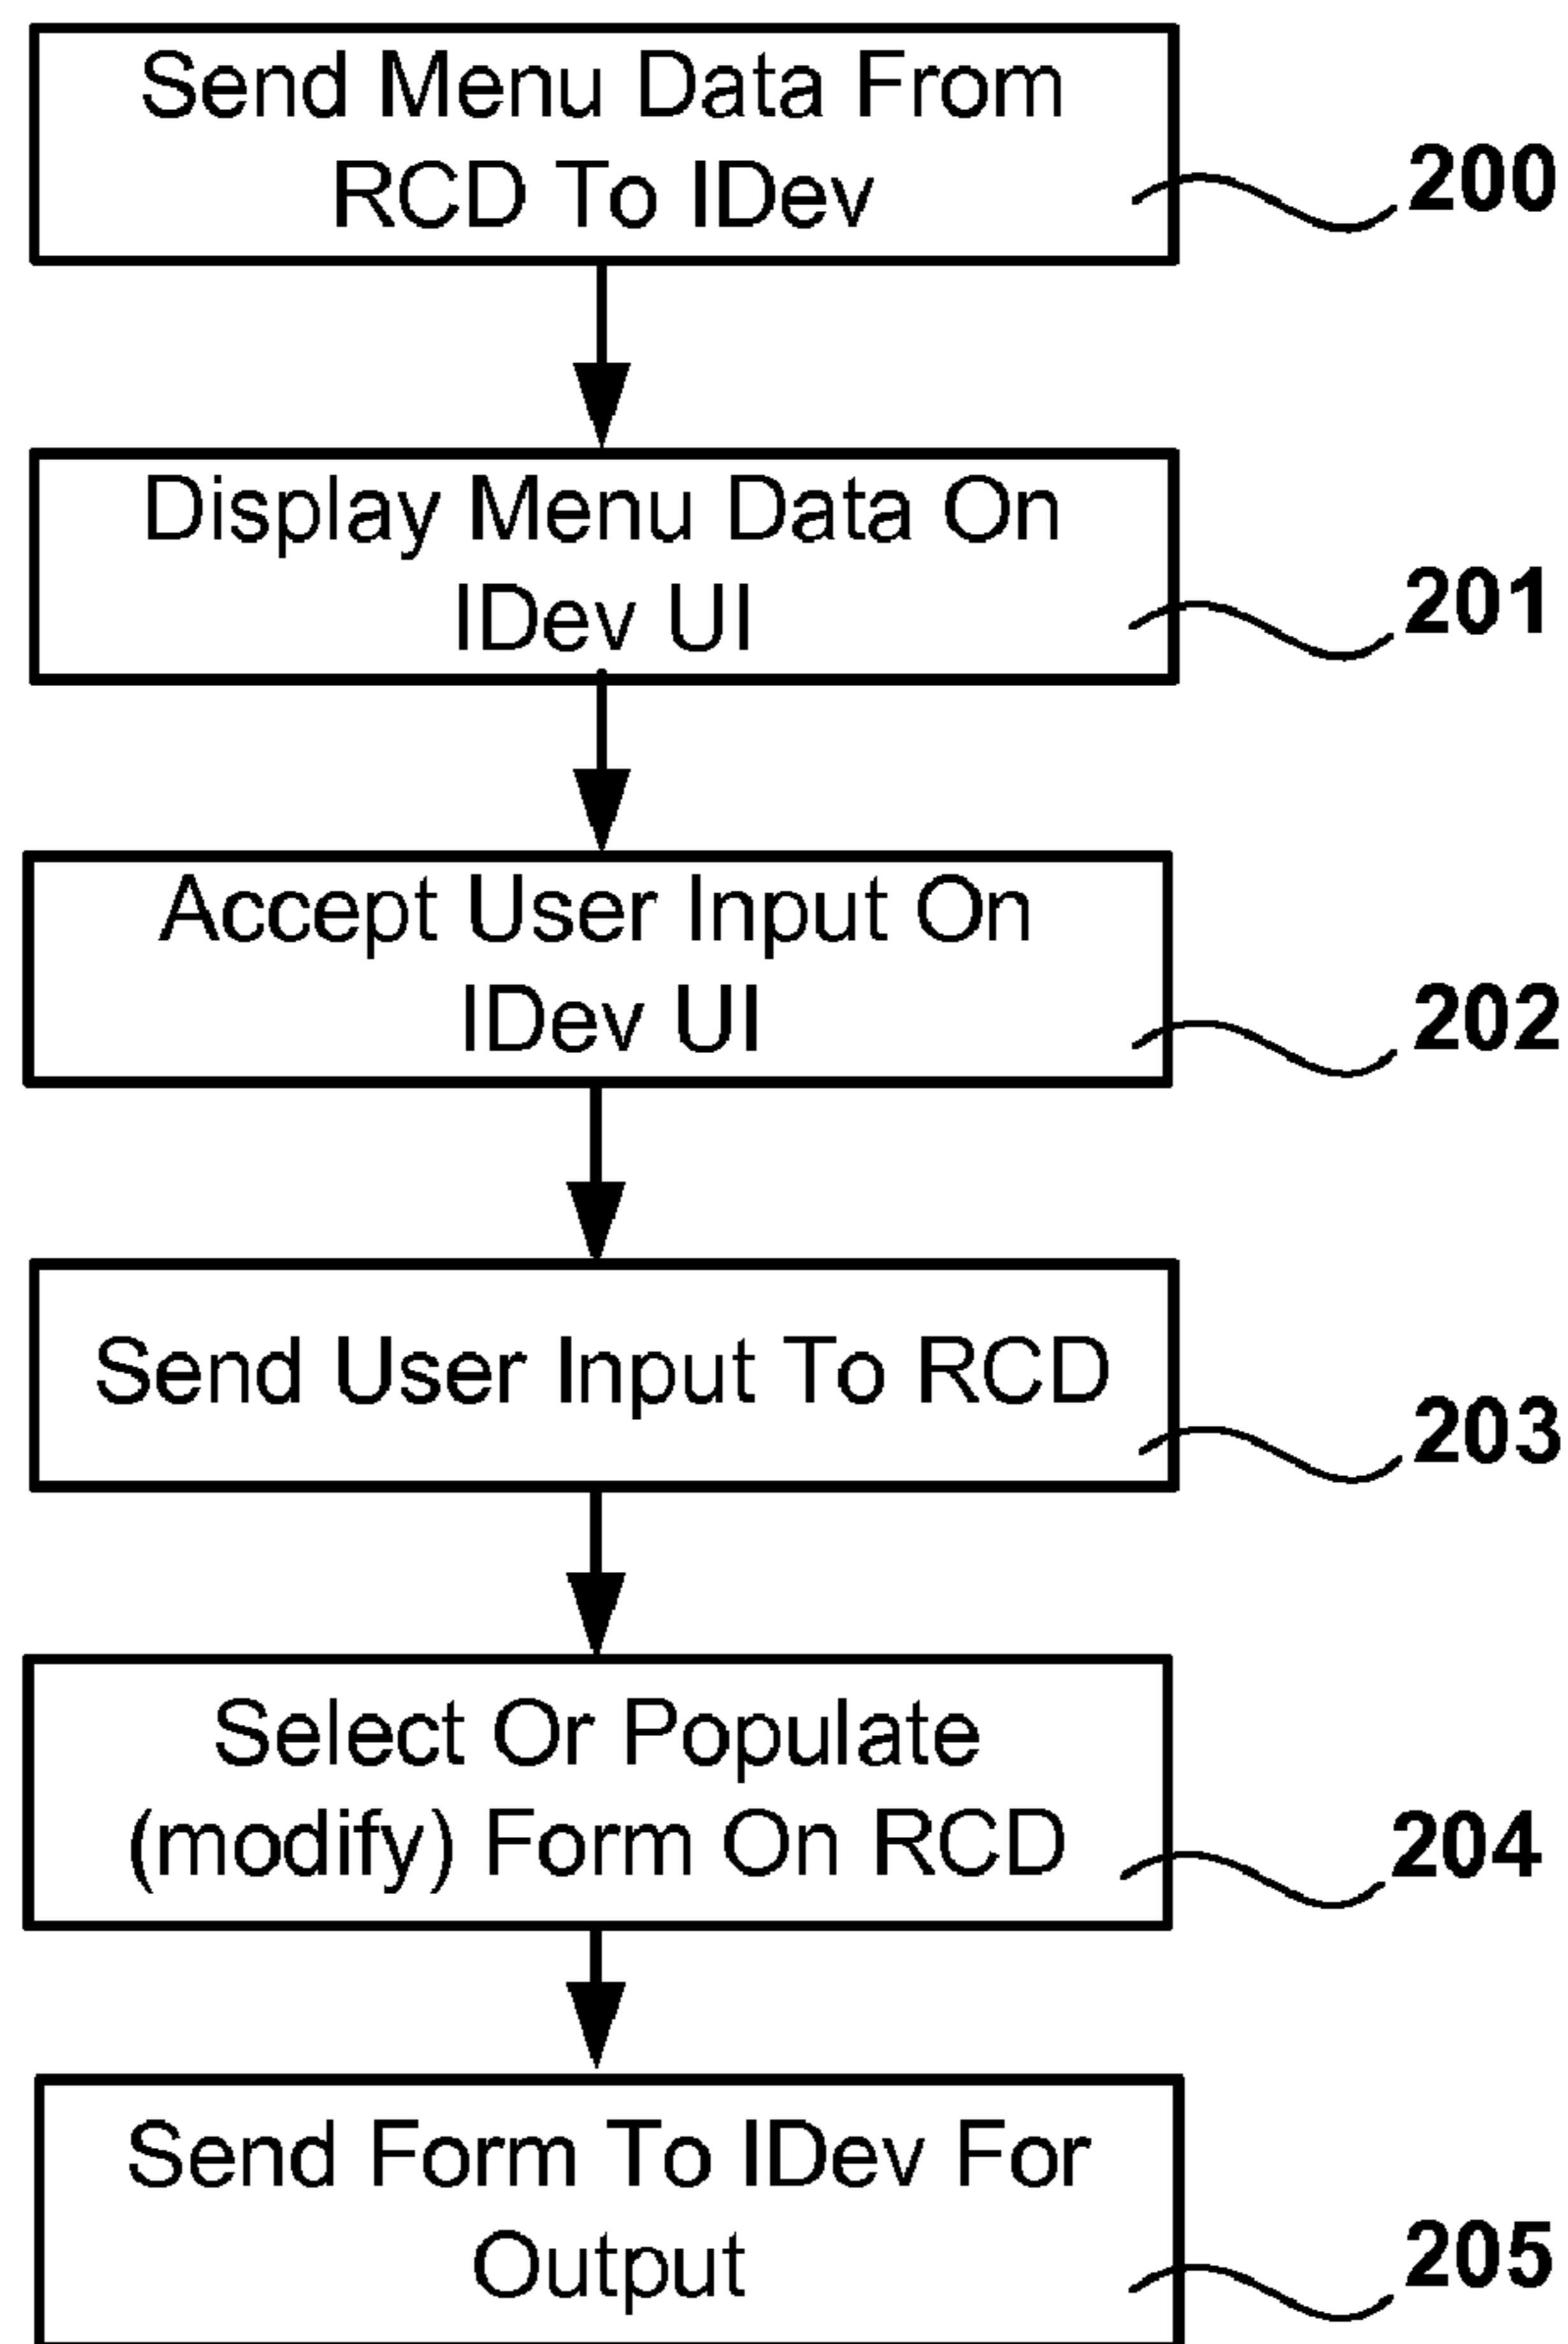 Send Menu Data From
RCD To IDev
200
Display Menu Data On
IDev UI
201
Accept User Input On
IDev UI
202
Send User Input To RCD
203
Select Or Populate
(modify) Form On RCD
204
Send Form To IDev For
Output
205